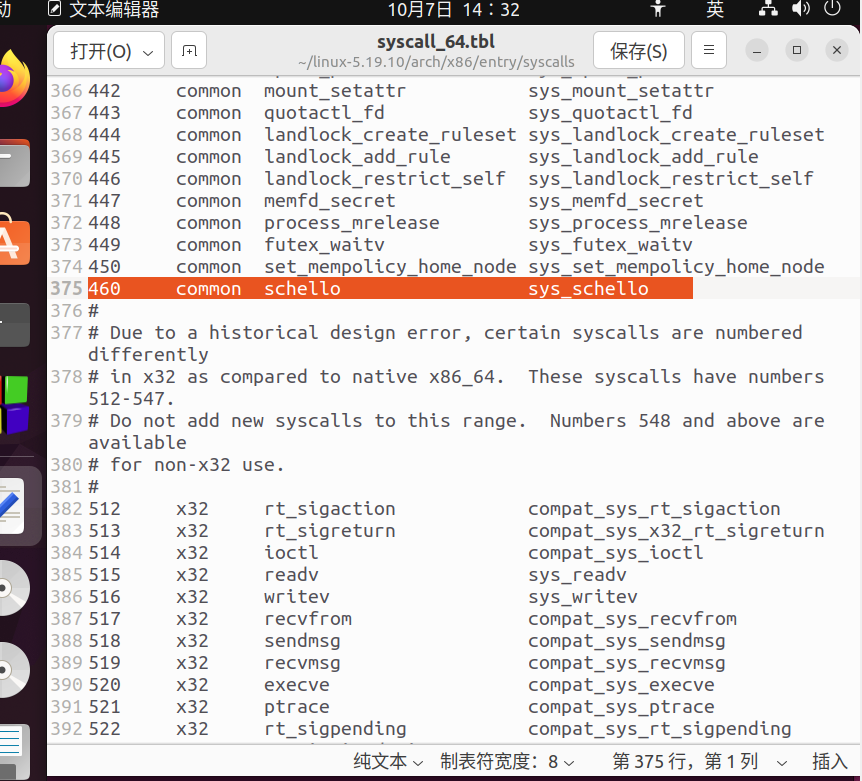 动 文本编辑器 10月7日 14：32 英
打开(O) syscall_64.tbl 保存(S)
~/linux-5.19.10/arch/x86/entry/syscalls
366 442 common mount_setattr sys_mount_setattr
367 443 common quotactl_fd sys_quotactl_fd
368 444 common landlock_create_ruleset sys_landlock_create_ruleset
369 445 common landlock_add_rule sys_landlock_add_rule
370 446 common landlock_restrict_self sys_landlock_restrict_self
371 447 common memfd_secret sys_memfd_secret
372 448 common process_mrelease sys_process_mrelease
373 449 common futex_waitv sys_futex_waitv
374 450 common set_mempolicy_home_node sys_set_mempolicy_home_node
375 460 common schello sys_schello
376 #
377 # Due to a historical design error, certain syscalls are numbered
differently
378 # in x32 as compared to native x86_64.  These syscalls have numbers
512-547.
379 # Do not add new syscalls to this range.  Numbers 548 and above are
available
380 # for non-x32 use.
381 #
382 512 x32 rt_sigaction compat_sys_rt_sigaction
383 513 x32 rt_sigreturn compat_sys_x32_rt_sigreturn
384 514 x32 ioctl compat_sys_ioctl
385 515 x32 readv sys_readv
386 516 x32 writev sys_writev
387 517 x32 recvfrom compat_sys_recvfrom
388 518 x32 sendmsg compat_sys_sendmsg
389 519 x32 recvmsg compat_sys_recvmsg
390 520 x32 execve compat_sys_execve
391 521 x32 ptrace compat_sys_ptrace
392 522 x32 rt_sigpending compat_sys_rt_sigpending
纯文本 制表符宽度：8 第 375 行，第 1 列 插入